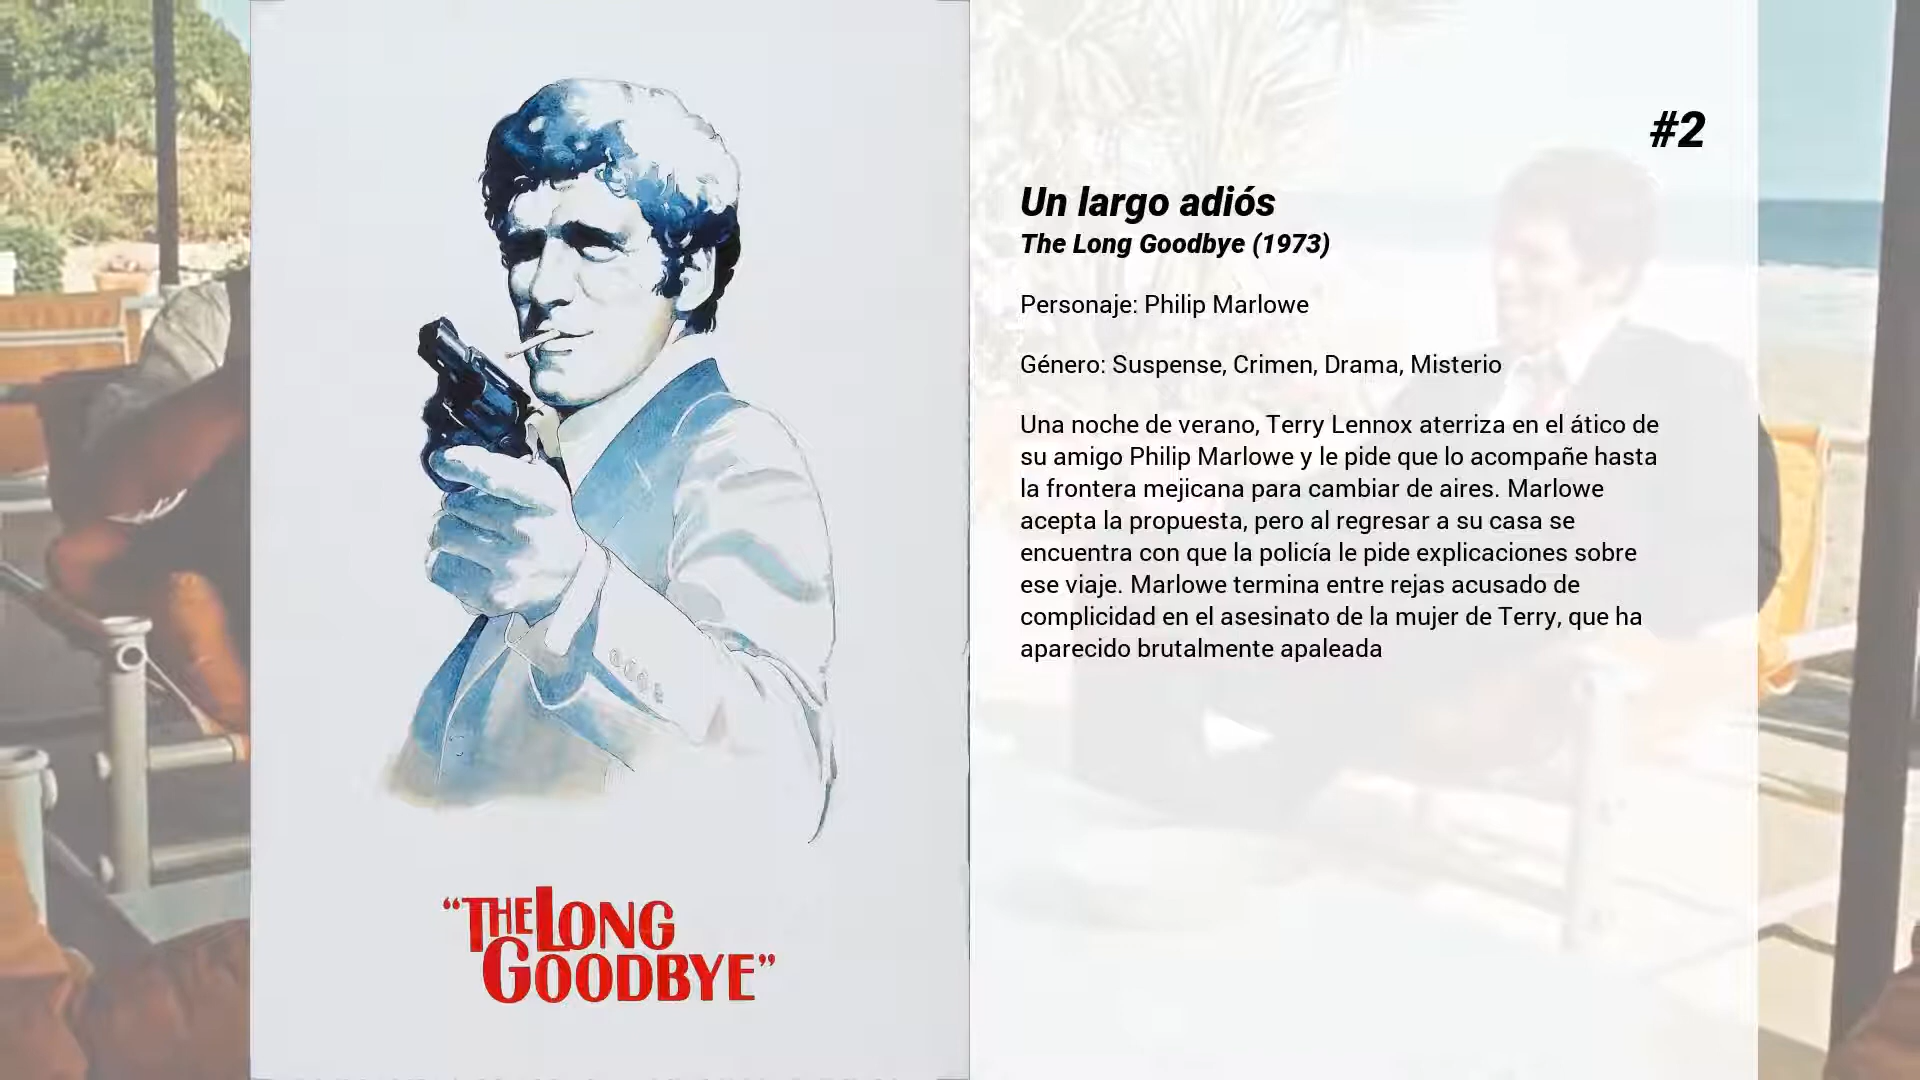 #2
Un largo adiós
The Long Goodbye (1973)
Personaje: Philip Marlowe
Género: Suspense, Crimen, Drama, Misterio
Una noche de verano, Terry Lennox aterriza en el ático de
su amigo Philip Marlowe y le pide que lo acompañe hasta
la frontera mejicana para cambiar de aires. Marlowe
acepta la propuesta, pero al regresar a su casa se
encuentra con que la policía le pide explicaciones sobre
ese viaje. Marlowe termina entre rejas acusado de
complicidad en el asesinato de la mujer de Terry, que ha
aparecido brutalmente apaleada
“THE LONG
GOODBYE”